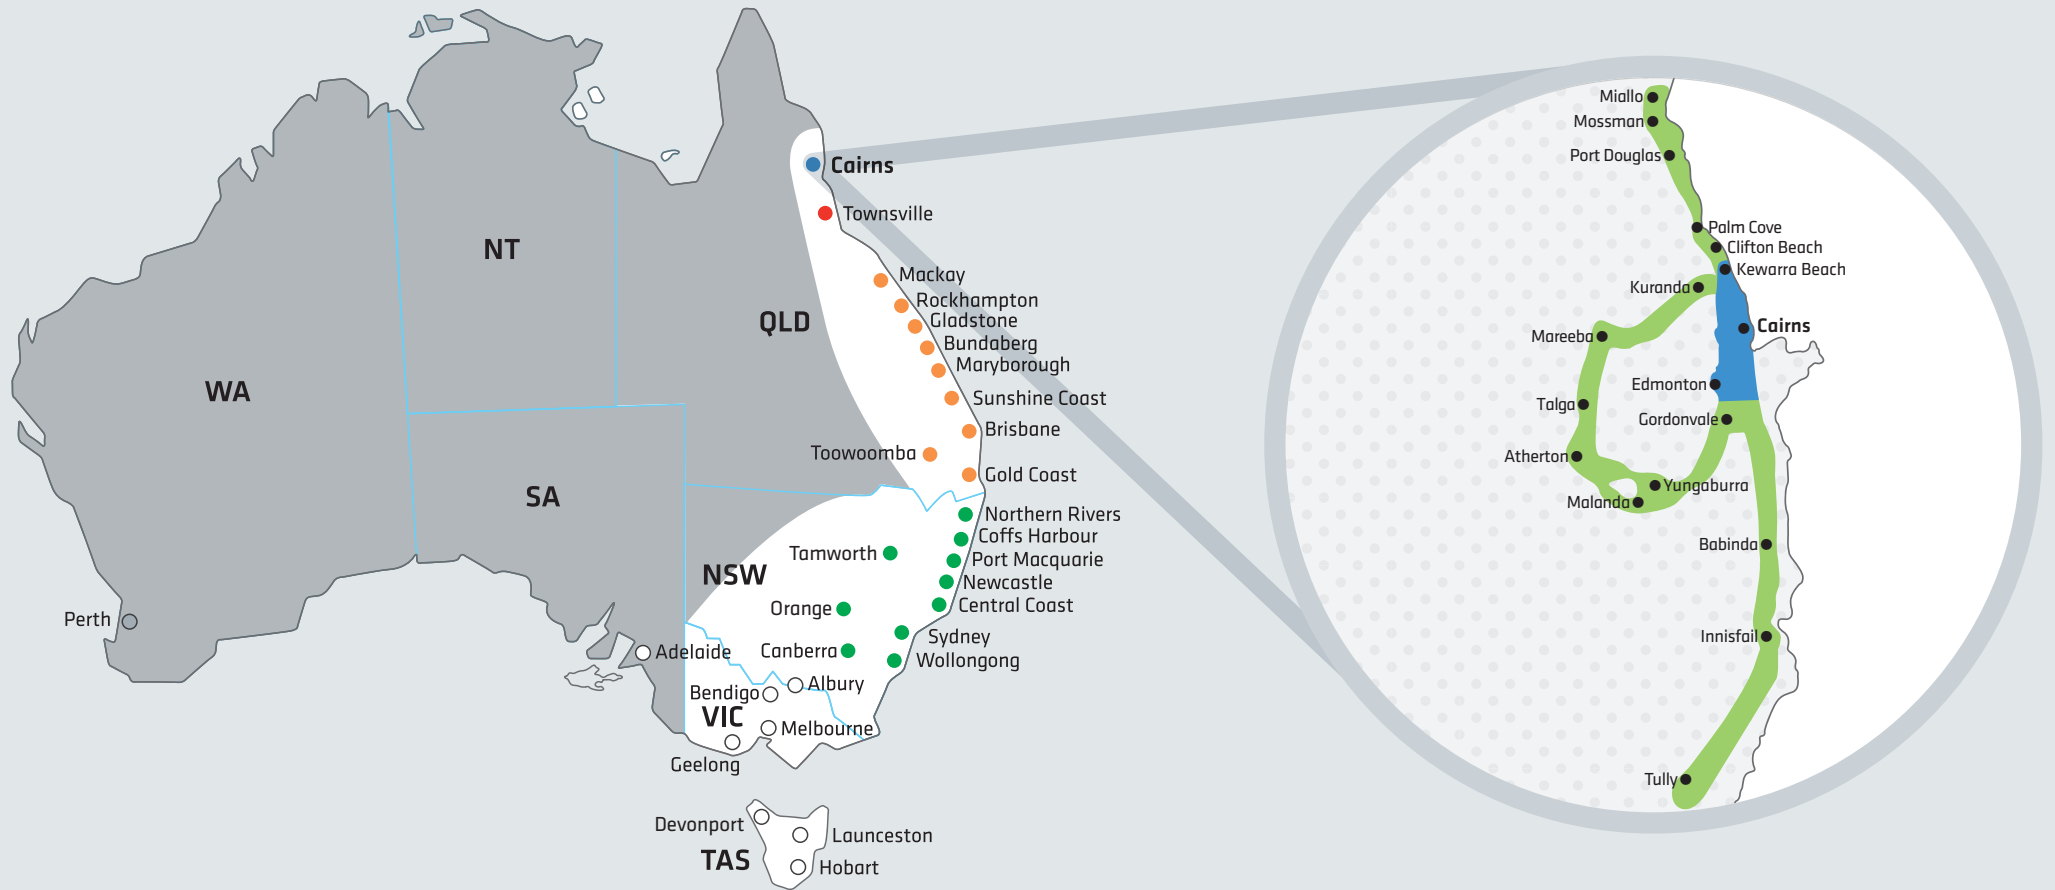 Cairns
Townsville
NT
Mackay
Rockhampton
Gladstone
QLD
Bundaberg
Maryborough
WA
Sunshine Coast
Brisbane
Toowoomba
Gold Coast
SA
Northern Rivers
Coffs Harbour
Tamworth
Port Macquarie
NSW
Newcastle
Central Coast
Orange
Perth
Sydney
Canberra
Adelaide
Wollongong
Albury
Bendigo
VIC
Melbourne
Geelong
Devonport
Launceston
TAS
Hobart
Miallo
Mossman
Port Douglas
Palm Cove
Clifton Beach
Kewarra Beach
Kuranda
Cairns
Mareeba
Edmonton
Talga
Gordonvale
Atherton
Yungaburra
Malanda
Babinda
Innisfail
Tully